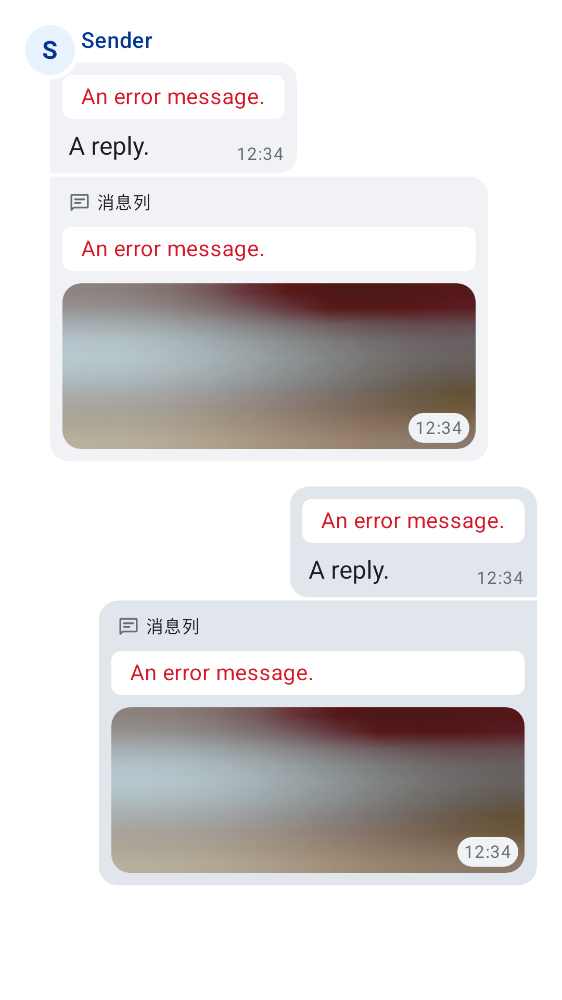 S
Sender
An error message.
A reply.
12:34
消息列
An error message.
12:34
An error message.
A reply.
12:34
消息列
An error message.
12:34